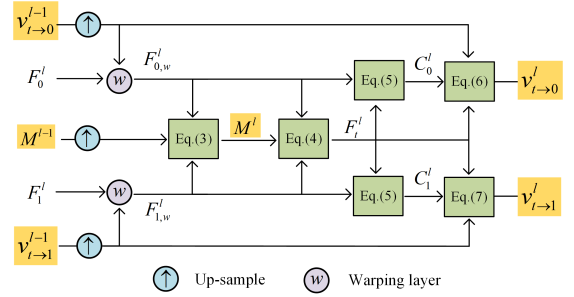 v_{t→0}^{l-1}
F_0^l
w
F_{0,w}^l
Eq.(5)
C_0^l
Eq.(6)
v_{t→0}^l
M^{l-1}
Eq.(3)
M^l
Eq.(4)
F_t^l
F_1^l
w
F_{1,w}^l
Eq.(5)
C_1^l
Eq.(7)
v_{t→1}^l
v_{t→1}^{l-1}
Up-sample
w Warping layer